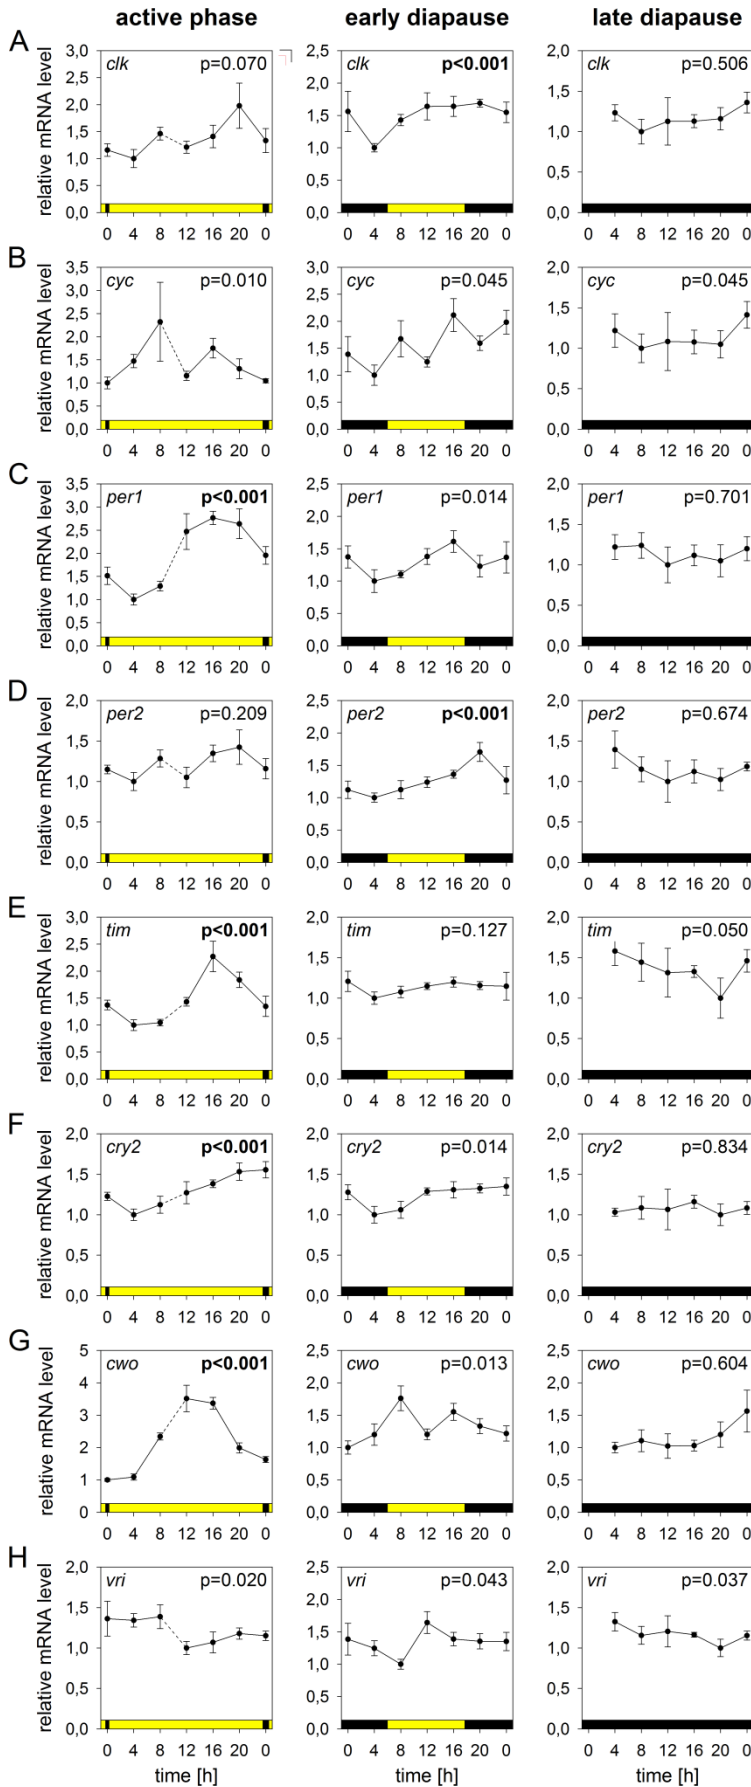 active phase early diapause late diapause
A
clk p=0.070 clk p<0.001 clk p=0.506
relative mRNA level
3,0 2,5 2,0 1,5 1,0 0,5 0,0
2,5 2,0 1,5 1,0 0,5 0,0
2,0 1,5 1,0 0,5 0,0
0 4 8 12 16 20 0 0 4 8 12 16 20 0 0 4 8 12 16 20 0
B
cyc p=0.010 cyc p=0.045 cyc p=0.045
relative mRNA level
3,5 3,0 2,5 2,0 1,5 1,0 0,5 0,0
3,0 2,5 2,0 1,5 1,0 0,5 0,0
2,0 1,5 1,0 0,5 0,0
0 4 8 12 16 20 0 0 4 8 12 16 20 0 0 4 8 12 16 20 0
C
per1 p<0.001 per1 p=0.014 per1 p=0.701
relative mRNA level
3,5 3,0 2,5 2,0 1,5 1,0 0,5 0,0
2,5 2,0 1,5 1,0 0,5 0,0
2,0 1,5 1,0 0,5 0,0
0 4 8 12 16 20 0 0 4 8 12 16 20 0 0 4 8 12 16 20 0
D
per2 p=0.209 per2 p<0.001 per2 p=0.674
relative mRNA level
2,0 1,5 1,0 0,5 0,0
2,5 2,0 1,5 1,0 0,5 0,0
2,0 1,5 1,0 0,5 0,0
0 4 8 12 16 20 0 0 4 8 12 16 20 0 0 4 8 12 16 20 0
E
tim p<0.001 tim p=0.127 tim p=0.050
relative mRNA level
3,0 2,5 2,0 1,5 1,0 0,5 0,0
2,0 1,5 1,0 0,5 0,0
2,0 1,5 1,0 0,5 0,0
0 4 8 12 16 20 0 0 4 8 12 16 20 0 0 4 8 12 16 20 0
F
cry2 p<0.001 cry2 p=0.014 cry2 p=0.834
relative mRNA level
2,0 1,5 1,0 0,5 0,0
2,0 1,5 1,0 0,5 0,0
2,0 1,5 1,0 0,5 0,0
0 4 8 12 16 20 0 0 4 8 12 16 20 0 0 4 8 12 16 20 0
G
cwo p<0.001 cwo p=0.013 cwo p=0.604
relative mRNA level
5 4 3 2 1 0
2,5 2,0 1,5 1,0 0,5 0,0
2,0 1,5 1,0 0,5 0,0
0 4 8 12 16 20 0 0 4 8 12 16 20 0 0 4 8 12 16 20 0
H
vri p=0.020 vri p=0.043 vri p=0.037
relative mRNA level
2,0 1,5 1,0 0,5 0,0
2,5 2,0 1,5 1,0 0,5 0,0
2,0 1,5 1,0 0,5 0,0
0 4 8 12 16 20 0 0 4 8 12 16 20 0 0 4 8 12 16 20 0
time [h] time [h] time [h]